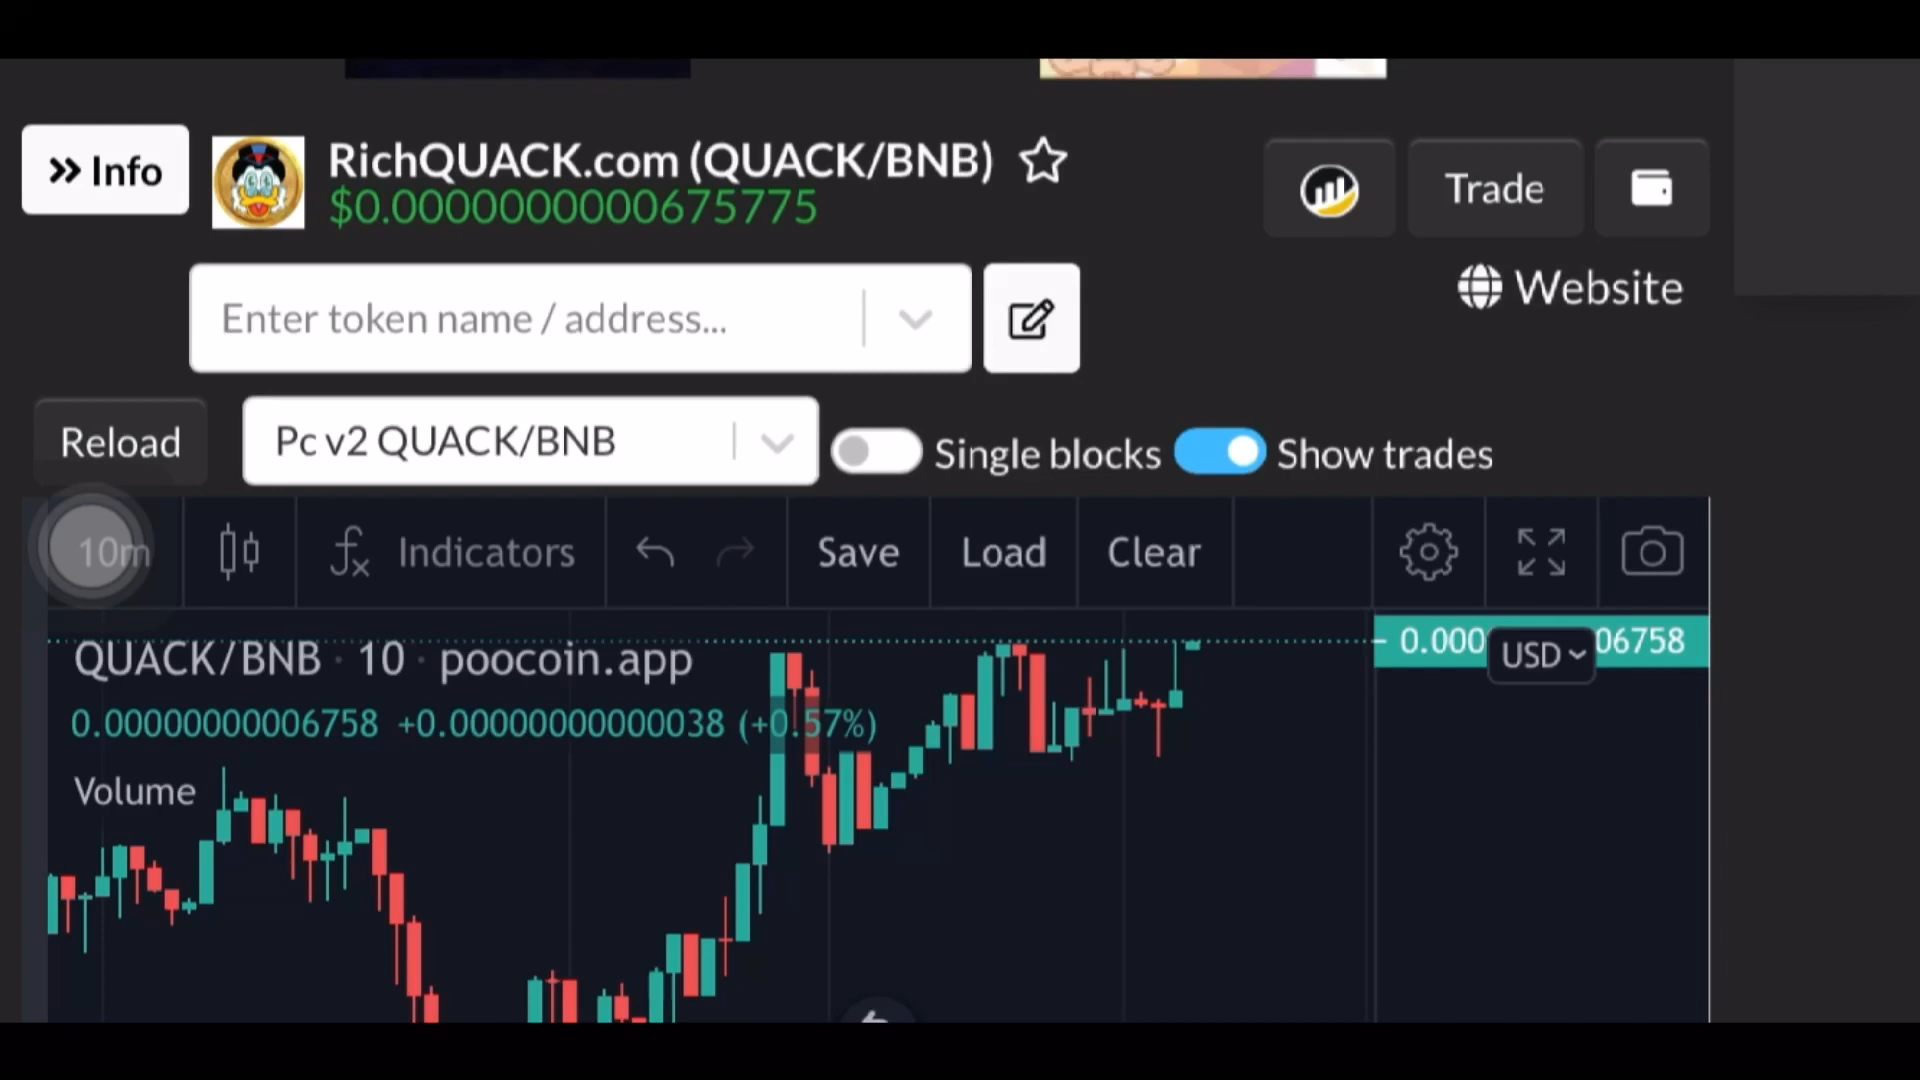 Info
RichQUACK.com (QUACK/BNB)
$0.0000000000675775
Trade
Enter token name / address...
Website
Reload
Pc v2 QUACK/BNB
Single blocks
Show trades
10m
Indicators
Save
Load
Clear
QUACK/BNB · 10 · poocoin.app
0.000
USD
06758
0.00000000006758 +0.00000000000038 (+0.57%)
Volume